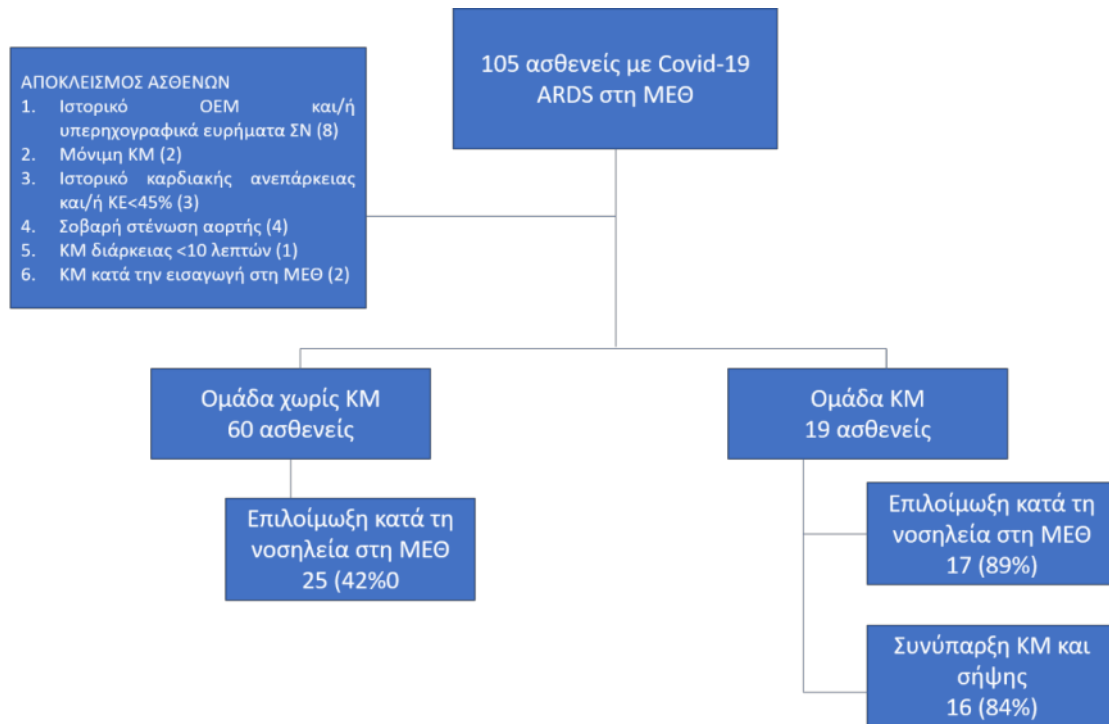 105 ασθενείς με Covid-19
ARDS στη ΜΕΘ
ΑΠΟΚΛΕΙΣΜΟΣ ΑΣΘΕΝΩΝ
1. Ιστορικό ΟΕΜ και/ή
υπερηχογραφικά ευρήματα ΣΝ (8)
2. Μόνιμη ΚΜ (2)
3. Ιστορικό καρδιακής ανεπάρκειας
και/ή ΚΕ<45% (3)
4. Σοβαρή στένωση αορτής (4)
5. ΚΜ διάρκειας <10 λεπτών (1)
6. ΚΜ κατά την εισαγωγή στη ΜΕΘ (2)
Ομάδα χωρίς ΚΜ
60 ασθενείς
Επιλοίμωξη κατά τη
νοσηλεία στη ΜΕΘ
25 (42%0
Ομάδα ΚΜ
19 ασθενείς
Επιλοίμωξη κατά τη
νοσηλεία στη ΜΕΘ
17 (89%)
Συνύπαρξη ΚΜ και
σήψης
16 (84%)